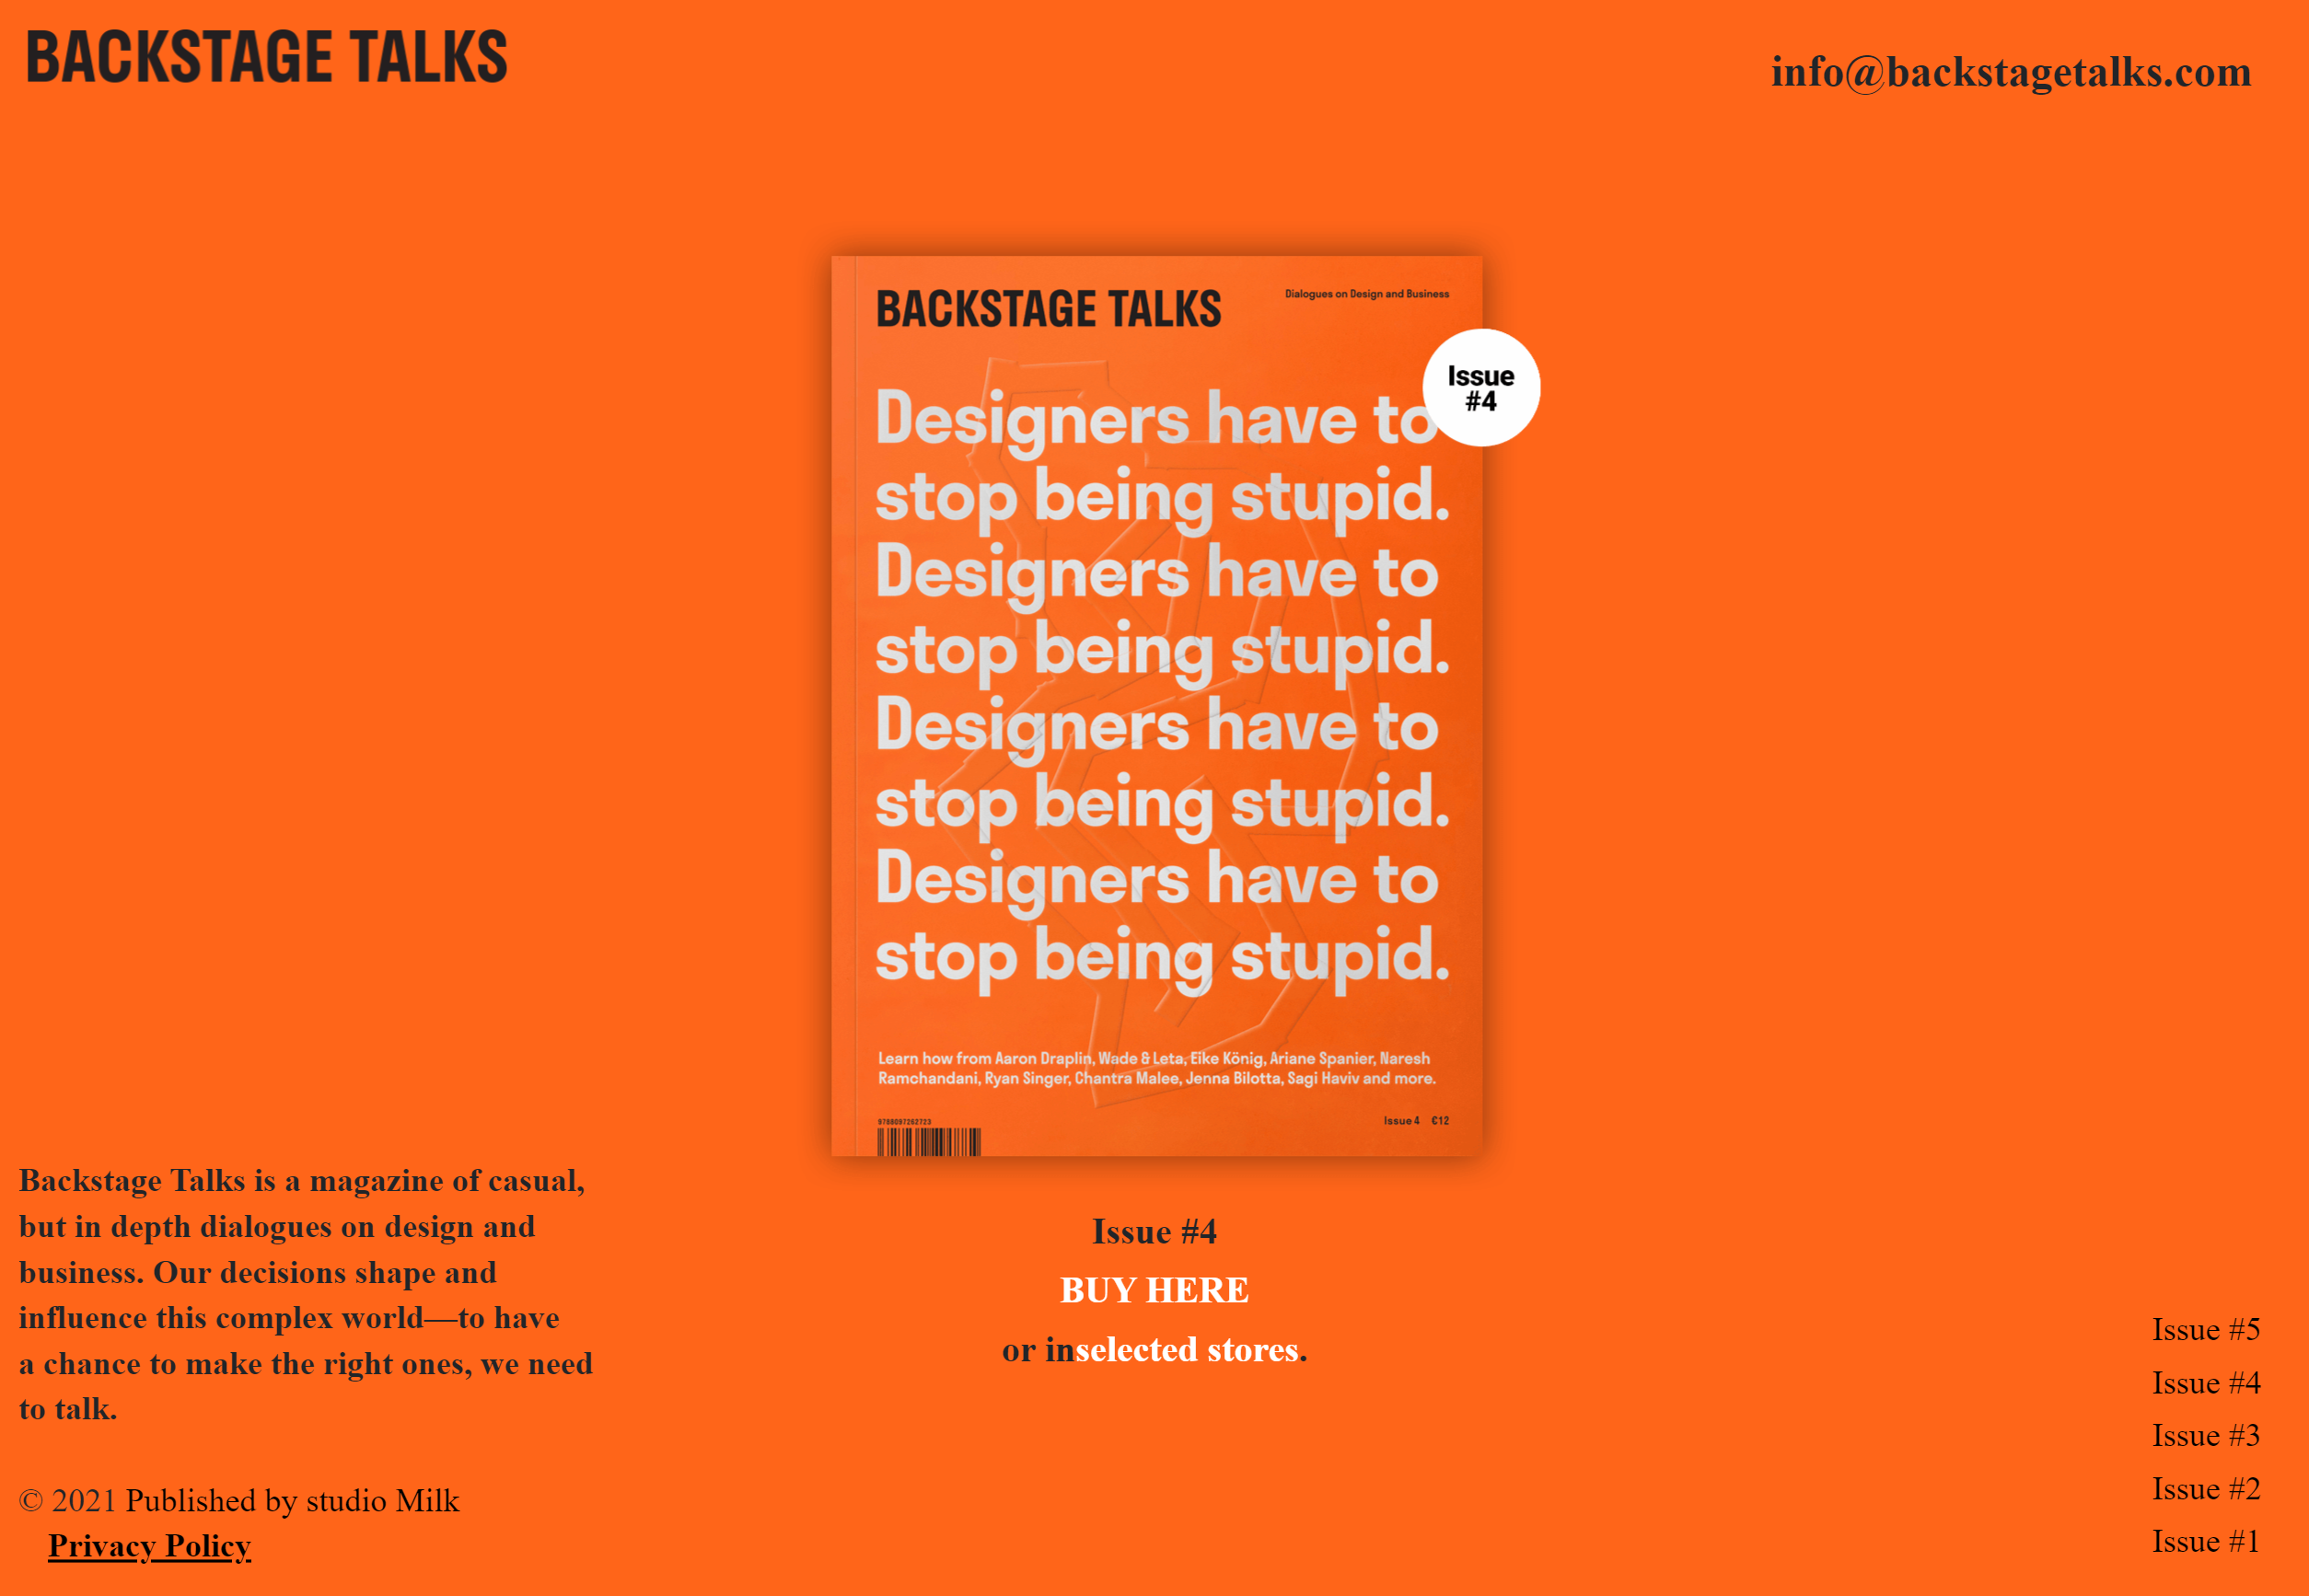 BACKSTAGE TALKS
info@backstagetalks.com
BACKSTAGE TALKS
Dialogues on Design and Business
Issue
#4
Designers have to
stop being stupid.
Designers have to
stop being stupid.
Designers have to
stop being stupid.
Designers have to
stop being stupid.
Learn how from Aaron Draplin, Wade & Leta, Eike König, Ariane Spanier, Naresh
Ramchandani, Ryan Singer, Chantra Malee, Jenna Bilotta, Sagi Haviv and more.
9788097262723
Issue 4 €12
Backstage Talks is a magazine of casual,
but in depth dialogues on design and
business. Our decisions shape and
influence this complex world—to have
a chance to make the right ones, we need
to talk.
© 2021 Published by studio Milk
Privacy Policy
Issue #4
BUY HERE
or inselected stores.
Issue #5
Issue #4
Issue #3
Issue #2
Issue #1